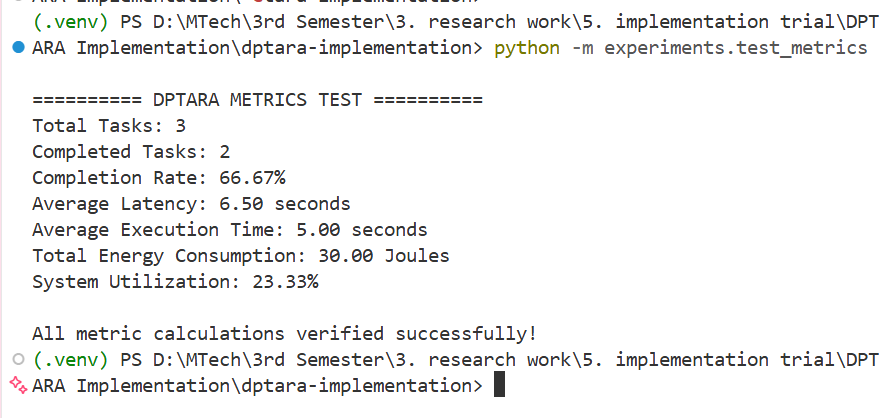 (.venv) PS D:\MTech\3rd Semester\3. research work\5. implementation trial\DPT
ARA Implementation\dptara-implementation> python -m experiments.test_metrics
========== DPTARA METRICS TEST ==========
Total Tasks: 3
Completed Tasks: 2
Completion Rate: 66.67%
Average Latency: 6.50 seconds
Average Execution Time: 5.00 seconds
Total Energy Consumption: 30.00 Joules
System Utilization: 23.33%
All metric calculations verified successfully!
(.venv) PS D:\MTech\3rd Semester\3. research work\5. implementation trial\DPT
ARA Implementation\dptara-implementation>